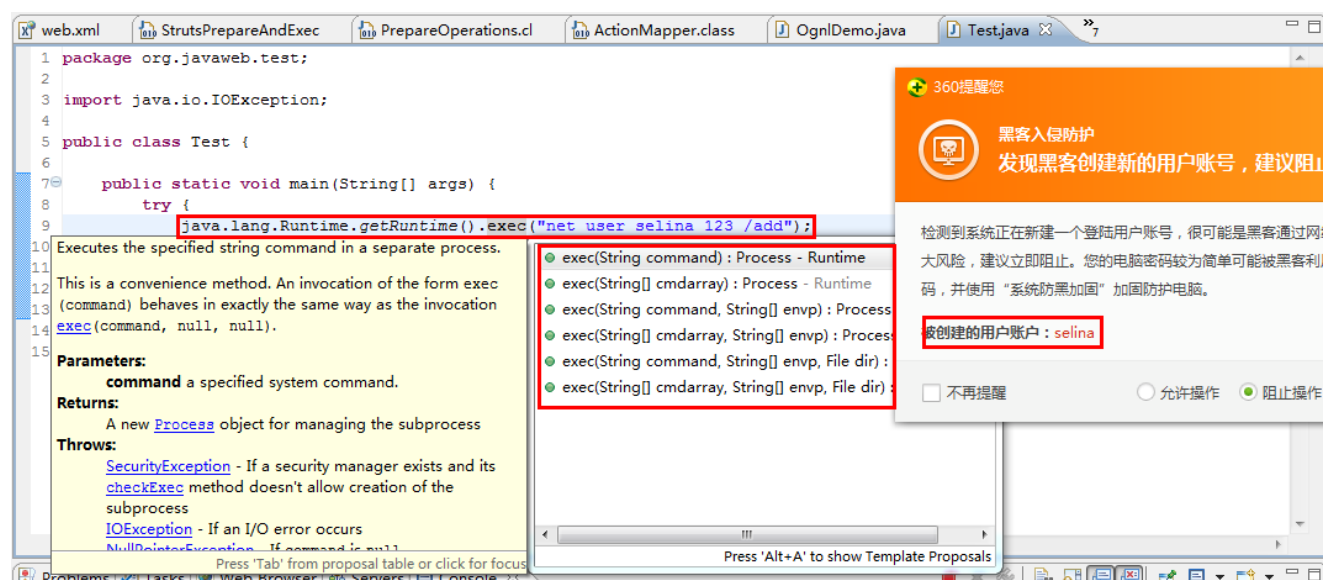 web.xml
StrutsPrepareAndExec
PrepareOperations.cl
ActionMapper.class
OgnlDemo.java
Test.java
»7
1 package org.javaweb.test;
2
3 import java.io.IOException;
4
5 public class Test {
6
7 public static void main(String[] args) {
8 try {
9 java.lang.Runtime.getRuntime().exec("net user selina 123 /add");
10
11
12
13
14
15
Executes the specified string command in a separate process.
This is a convenience method. An invocation of the form exec
(command) behaves in exactly the same way as the invocation
exec(command, null, null).
Parameters:
command a specified system command.
Returns:
A new Process object for managing the subprocess
Throws:
SecurityException - If a security manager exists and its
checkExec method doesn't allow creation of the
subprocess
IOException - If an I/O error occurs
NullPointerException - If command is null
Press 'Tab' from proposal table or click for focus
exec(String command) : Process - Runtime
exec(String[] cmdarray) : Process - Runtime
exec(String command, String[] envp) : Process
exec(String[] cmdarray, String[] envp) : Process
exec(String command, String[] envp, File dir) :
exec(String[] cmdarray, String[] envp, File dir) :
Press 'Alt+A' to show Template Proposals
360提醒您
黑客入侵防护
发现黑客创建新的用户账号，建议阻止
检测到系统正在新建一个登陆用户账号，很可能是黑客通过网
大风险，建议立即阻止。您的电脑密码较为简单可能被黑客利
码，并使用“系统防黑加固”加固防护电脑。
被创建的用户账户：selina
不再提醒
允许操作
阻止操作
Problems
Tasks
Web Browser
Servers
Console